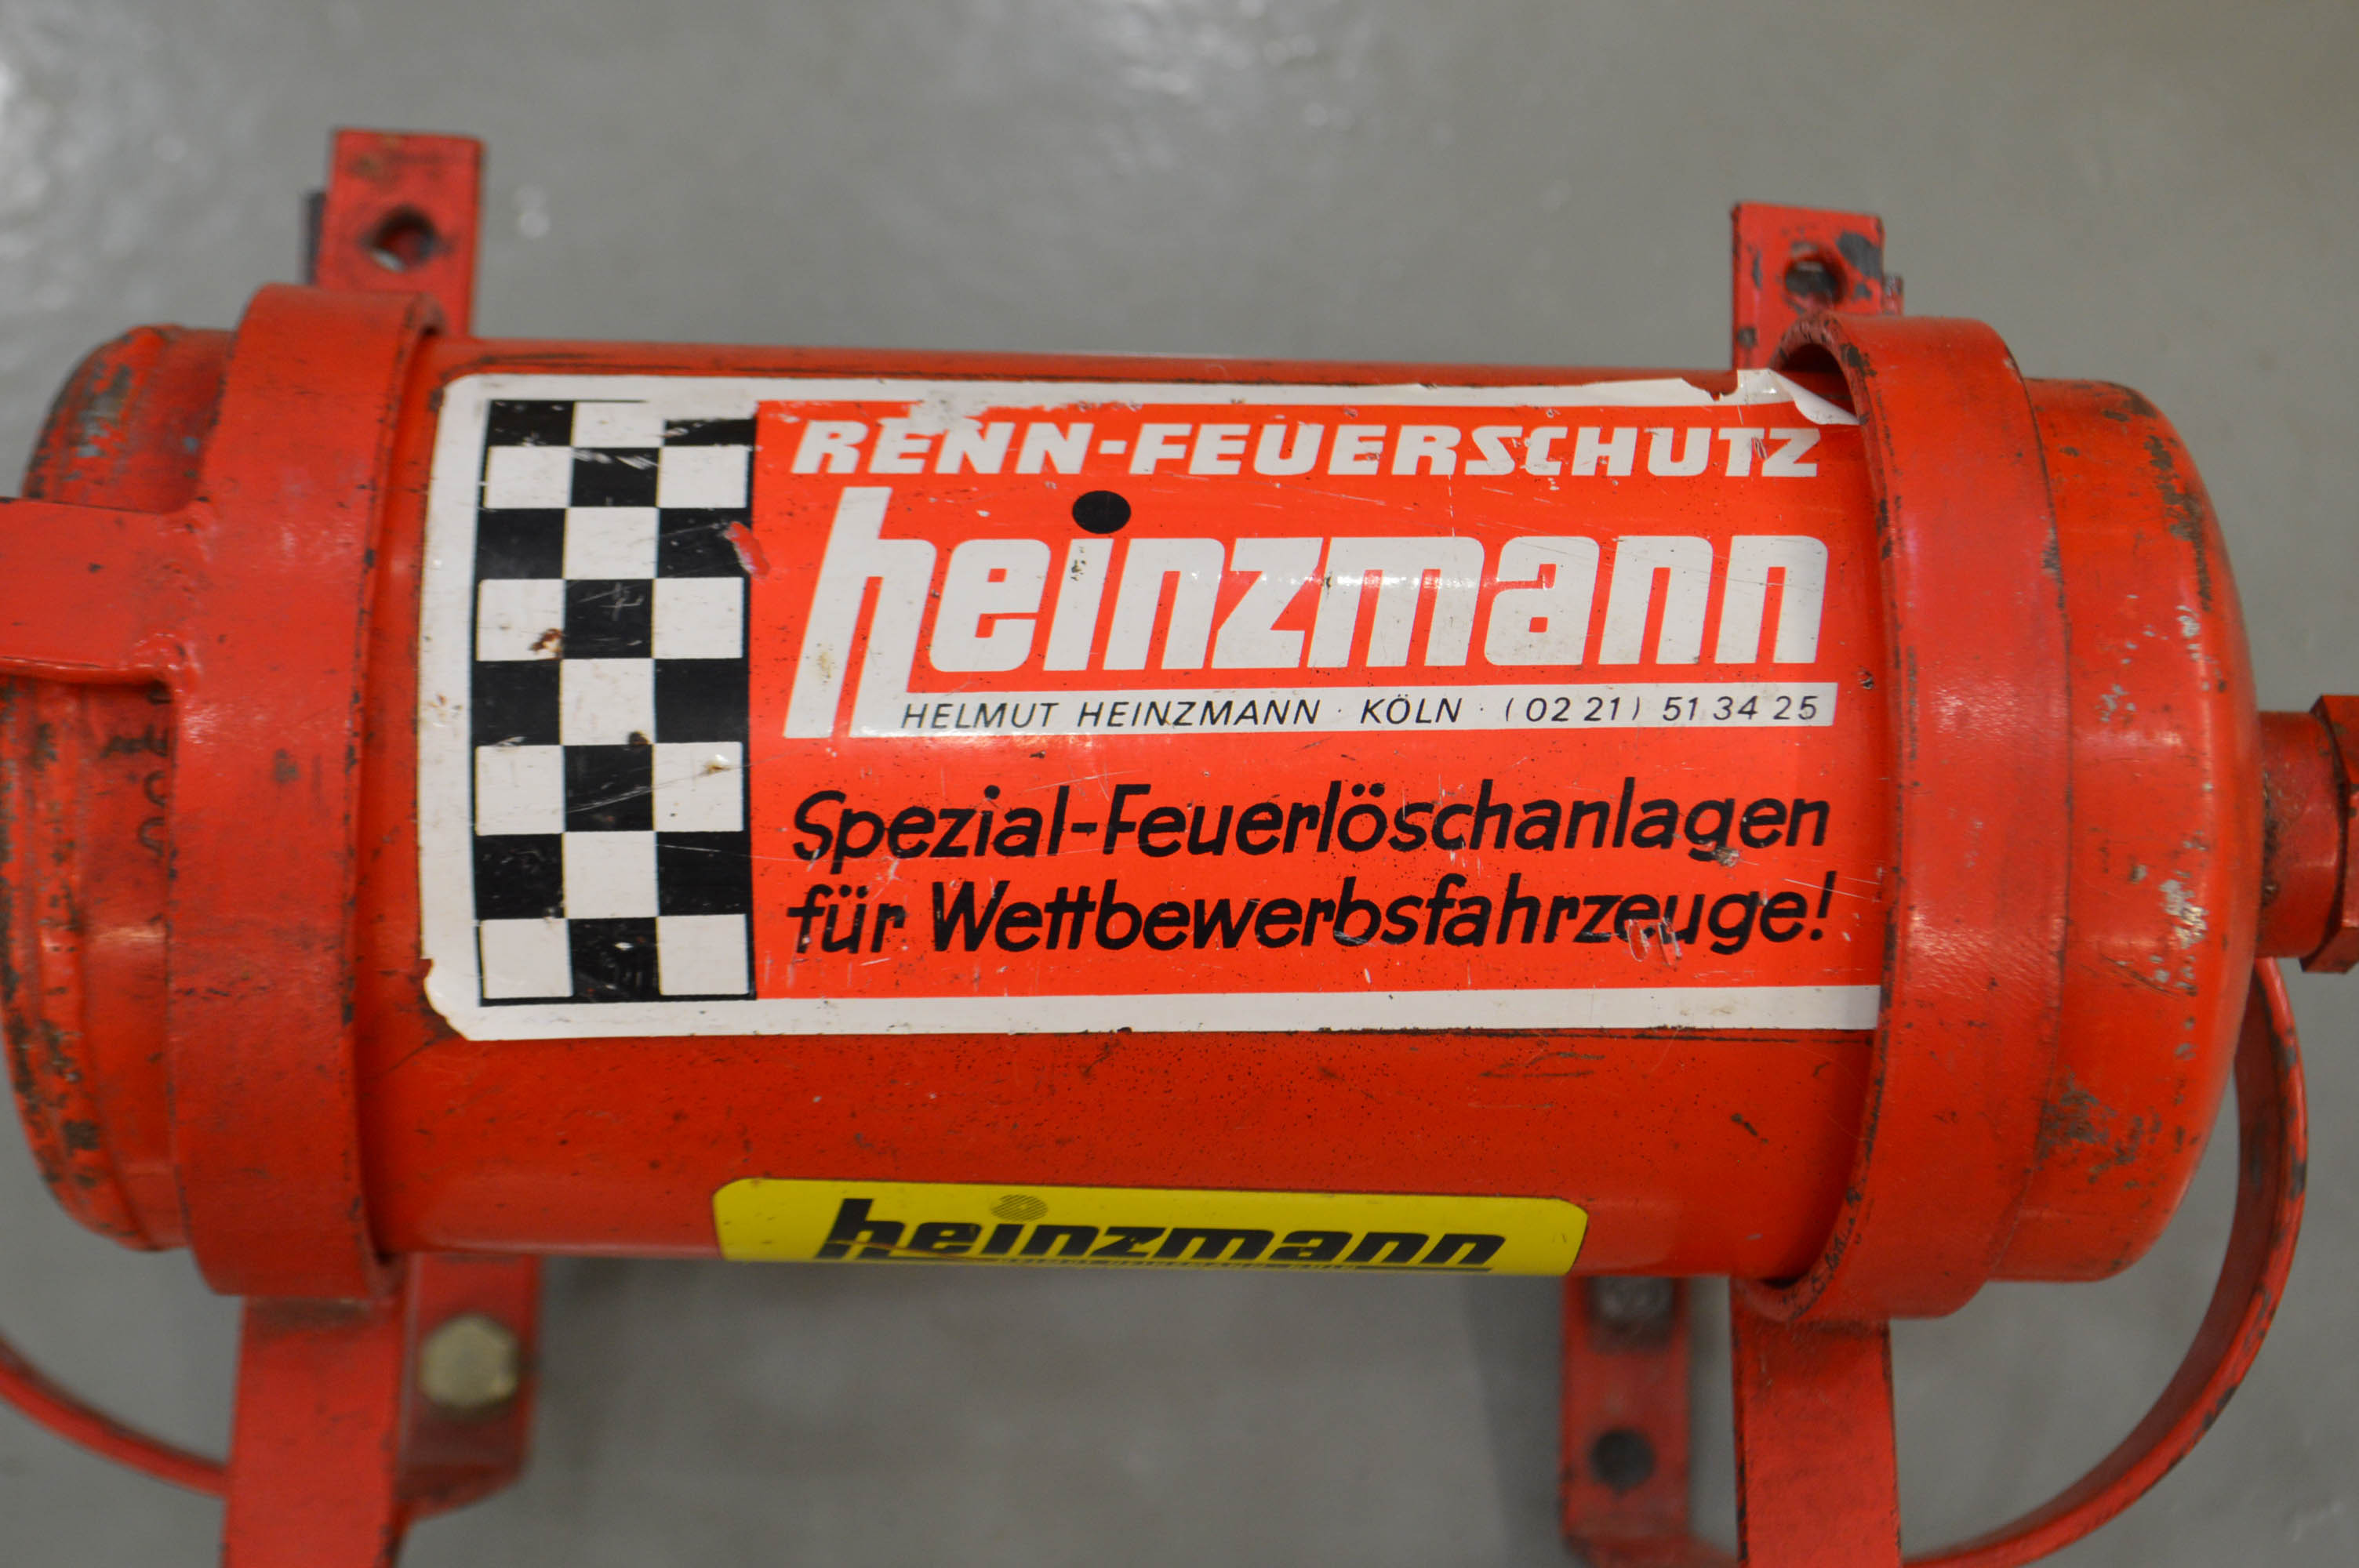 RENN-FEUERSCHUTZ
heinzmann
HELMUT HEINZMANN · KÖLN · (02 21) 51 34 25
Spezial-Feuerlöschanlagen
für Wettbewerbsfahrzeuge!
heinzmann